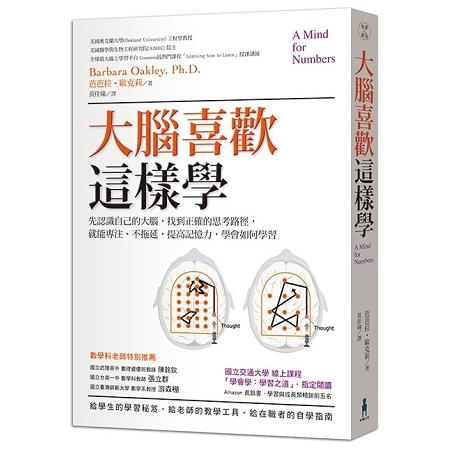 A Mind
for
Numbers
美國奧克蘭大學(Oakland University) 工程學教授
美國醫學與生物工程研究院(AIMBE) 院士
全球最大線上學習平台 Coursera最熱門課程「Learning how to Learn」授課講師
Barbara Oakley, Ph.D.
芭芭拉・歐克莉/著
黃佳瑜/譯
大腦喜歡
這樣學
先認識自己的大腦,找到正確的思考路徑,
就能專注、不拖延,提高記憶力,學會如何學習
Thought
Thought
數學科老師特別推薦
國立武陵高中 數理資優班教師 陳銘欽
國立台南一中 數學科教師 張立群
國立臺灣師範大學 數學系教授 游森棚
國立交通大學 線上課程
「學會學:學習之道」・指定閱讀
Amazon 長銷書・學習與成長類暢銷前五名
給學生的學習秘笈・給老師的教學工具・給在職者的自學指南
大腦喜歡
這樣學
A Mind
for
Numbers
芭芭拉・歐克莉/著
黃佳瑜/譯